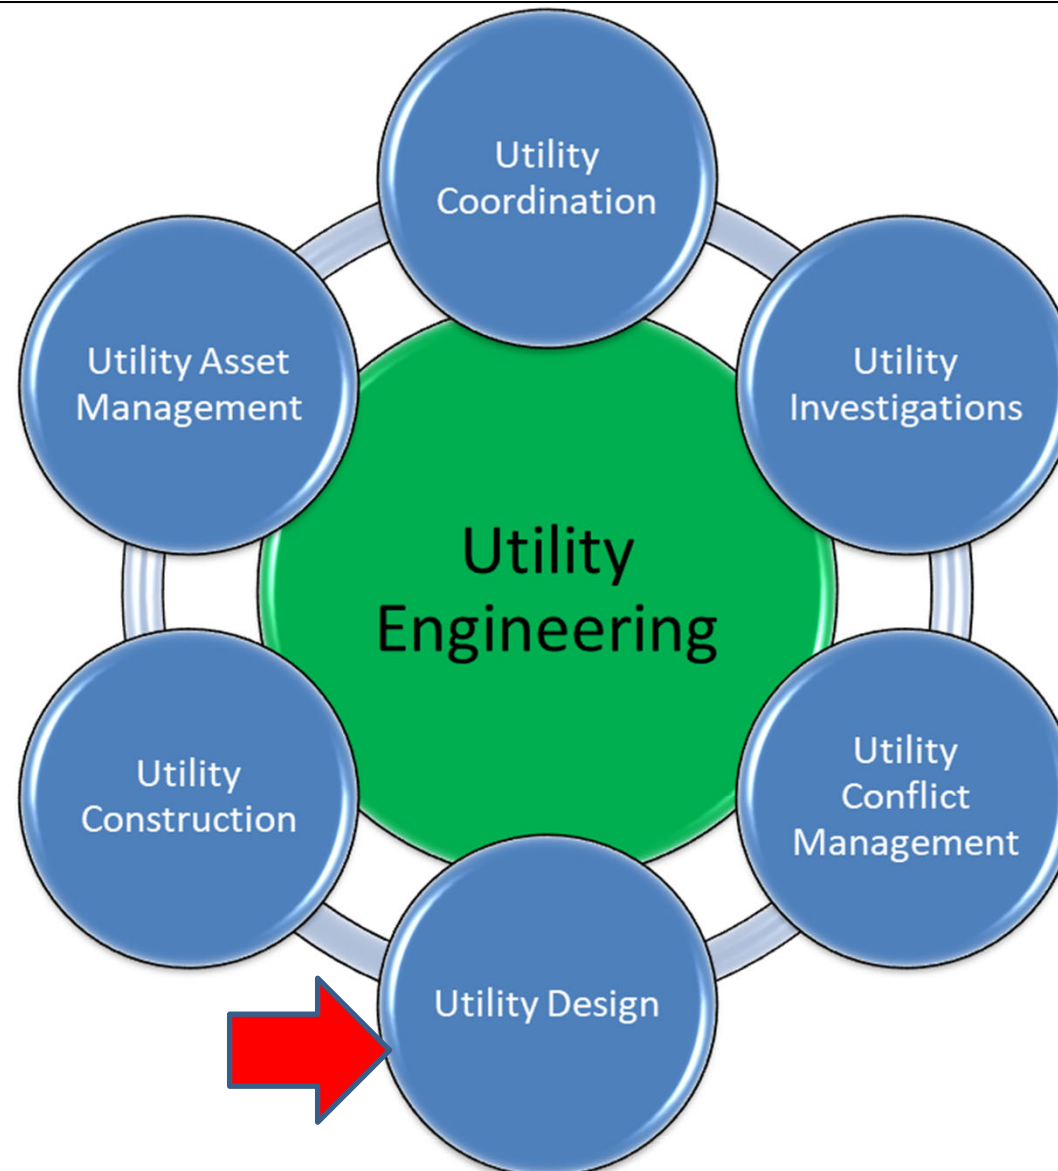 Utility
Coordination
Utility Asset
Management
Utility
Investigations
Utility
Engineering
Utility
Construction
Utility
Conflict
Management
Utility Design